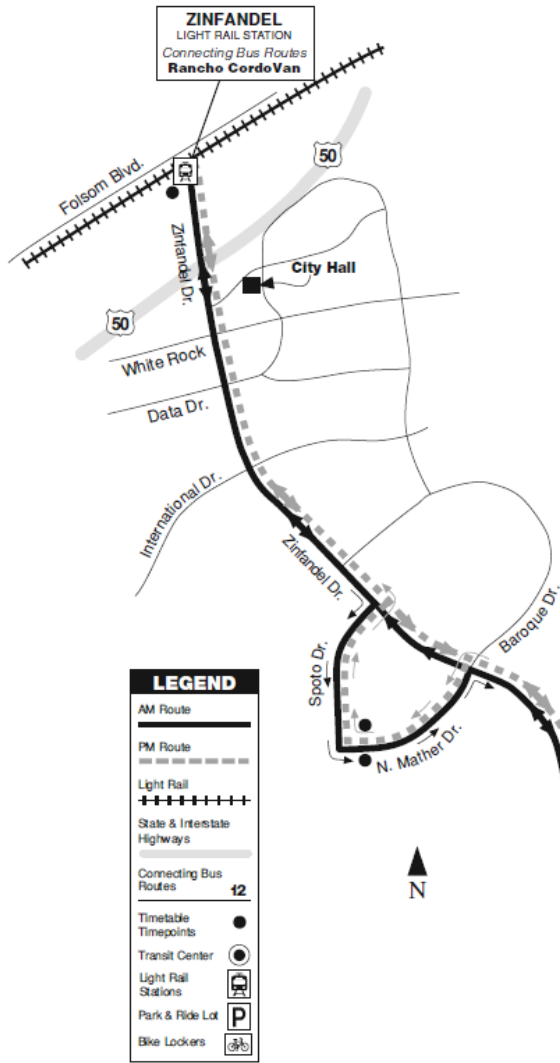 ZINFANDEL
LIGHT RAIL STATION
Connecting Bus Routes
Rancho CordoVan
Folsom Blvd.
50
Zinfandel Dr.
City Hall
50
White Rock
Data Dr.
International Dr.
Zinfandel Dr.
Baroque Dr.
Spoto Dr.
N. Mather Dr.
N
LEGEND
AM Route
PM Route
Light Rail
State & Interstate
Highways
Connecting Bus
Routes 12
Timetable
Timepoints
Transit Center
Light Rail
Stations
Park & Ride Lot P
Bike Lockers